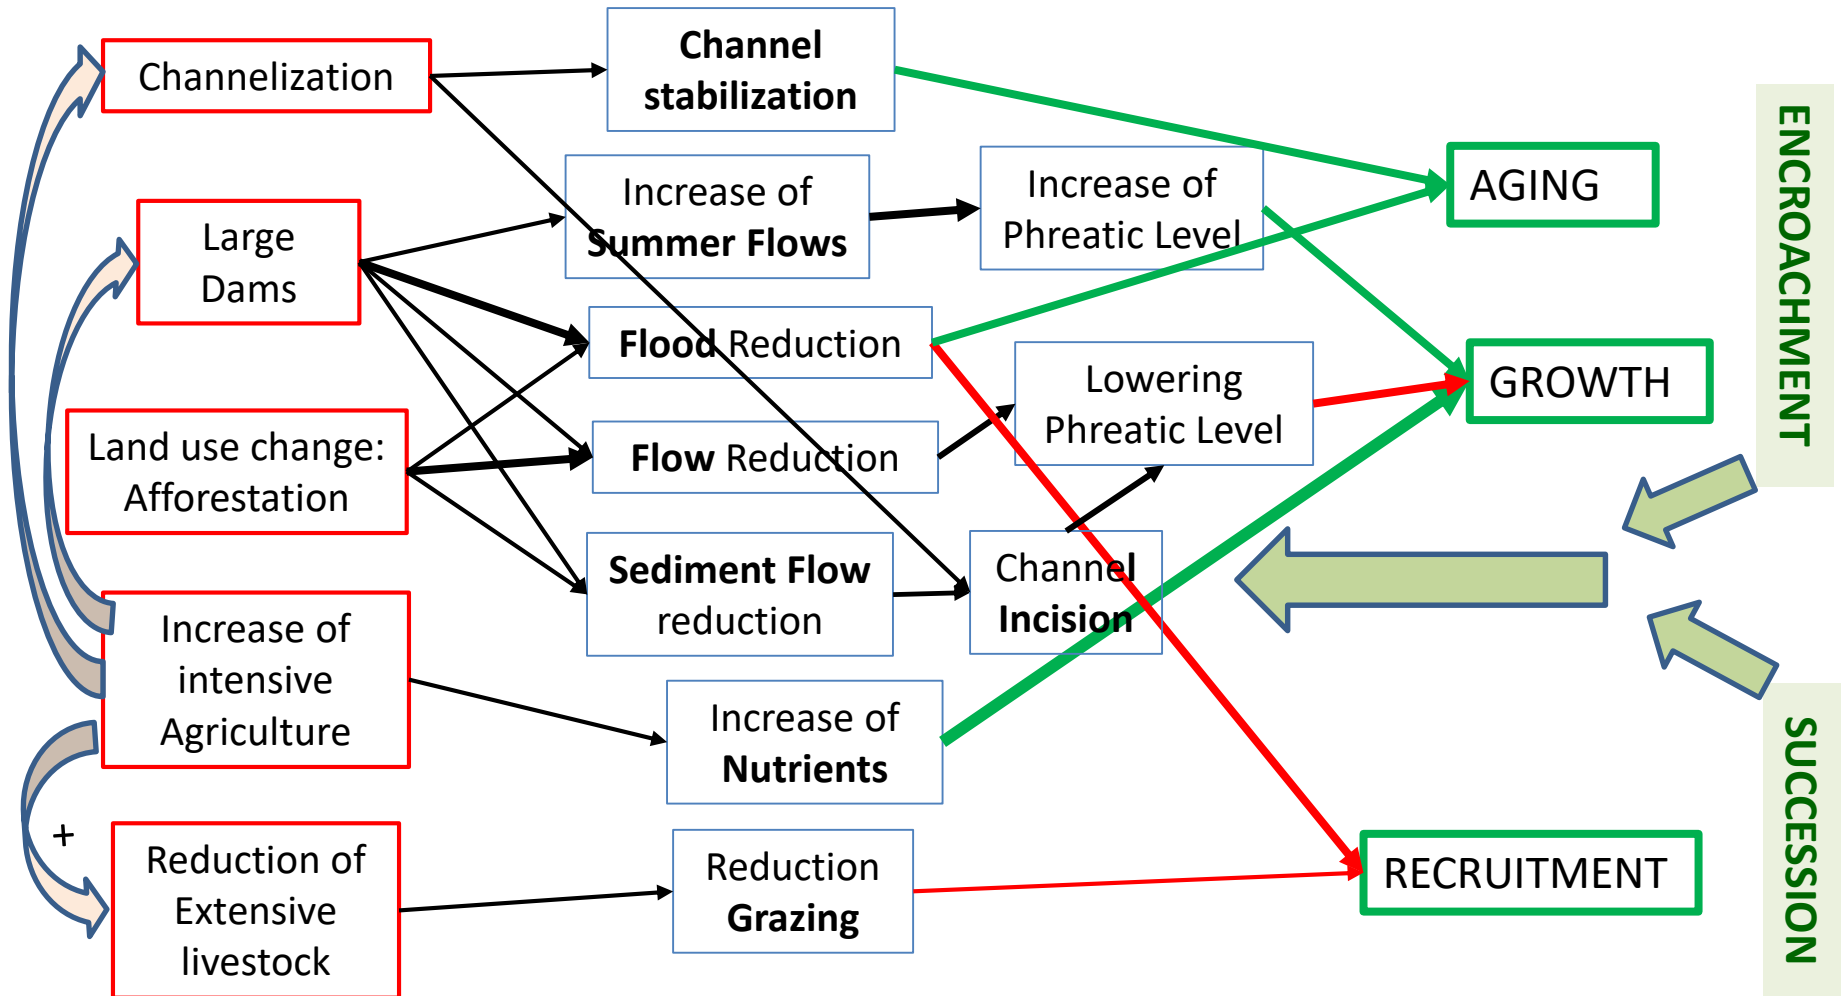 Channelization
Large
Dams
Land use change:
Afforestation
Increase of
intensive
Agriculture
+
Reduction of
Extensive
livestock
Channel
stabilization
Increase of
Summer Flows
Flood Reduction
Flow Reduction
Sediment Flow
reduction
Increase of
Nutrients
Reduction
Grazing
Increase of
Phreatic Level
Lowering
Phreatic Level
Channel
Incision
AGING
GROWTH
RECRUITMENT
ENCROACHMENT
SUCCESSION